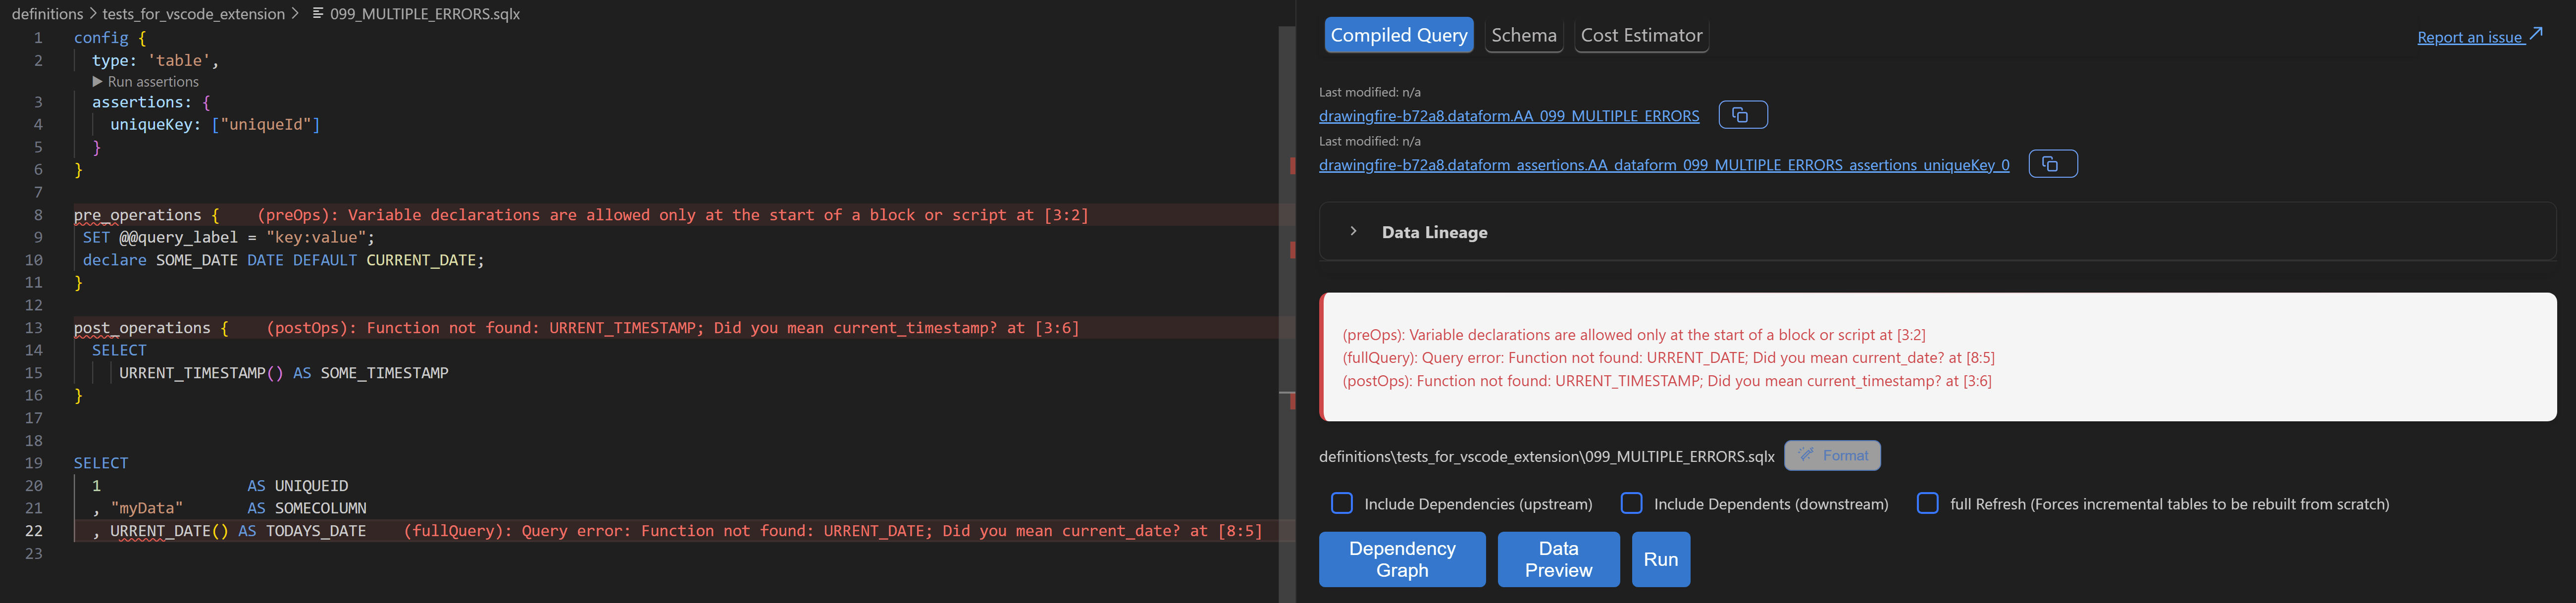 definitions > tests_for_vscode_extension > 099_MULTIPLE_ERRORS.sqlx
1 config {
2 type: 'table',
Run assertions
3 assertions: {
4 uniqueKey: ["uniqueId"]
5 }
6 }
7
8 pre_operations { (preOps): Variable declarations are allowed only at the start of a block or script at [3:2]
9 SET @@query_label = "key:value";
10 declare SOME_DATE DATE DEFAULT CURRENT_DATE;
11 }
12
13 post_operations { (postOps): Function not found: URRENT_TIMESTAMP; Did you mean current_timestamp? at [3:6]
14 SELECT
15 URRENT_TIMESTAMP() AS SOME_TIMESTAMP
16 }
17
18
19 SELECT
20 1 AS UNIQUEID
21 , "myData" AS SOMECOLUMN
22 , URRENT_DATE() AS TODAYS_DATE (fullQuery): Query error: Function not found: URRENT_DATE; Did you mean current_date? at [8:5]
23
Compiled Query Schema Cost Estimator
Report an issue
Last modified: n/a
drawingfire-b72a8.dataform.AA_099_MULTIPLE_ERRORS
Last modified: n/a
drawingfire-b72a8.dataform_assertions.AA_dataform_099_MULTIPLE_ERRORS_assertions_uniqueKey_0
Data Lineage
(preOps): Variable declarations are allowed only at the start of a block or script at [3:2]
(fullQuery): Query error: Function not found: URRENT_DATE; Did you mean current_date? at [8:5]
(postOps): Function not found: URRENT_TIMESTAMP; Did you mean current_timestamp? at [3:6]
definitions\tests_for_vscode_extension\099_MULTIPLE_ERRORS.sqlx Format
Include Dependencies (upstream) Include Dependents (downstream) full Refresh (Forces incremental tables to be rebuilt from scratch)
Dependency Graph
Data Preview
Run